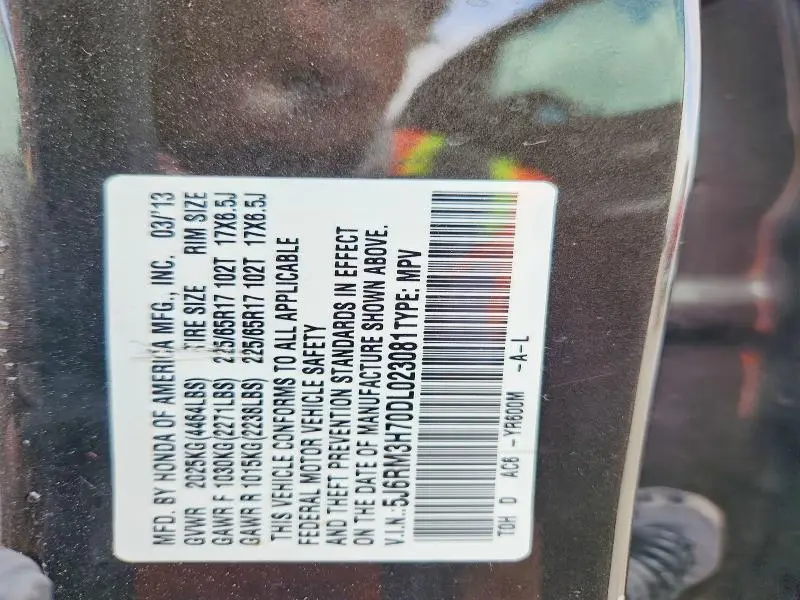 MFD. BY HONDA OF AMERICA MFG., INC. 03/'13
GVWR 2025KG(4464LBS) TIRE SIZE RIM SIZE
GAWR F 1030KG(2271LBS) 225/65R17 102T 17X6.5J
GAWR R 1015KG(2238LBS) 225/65R17 102T 17X6.5J
THIS VEHICLE CONFORMS TO ALL APPLICABLE
FEDERAL MOTOR VEHICLE SAFETY
AND THEFT PREVENTION STANDARDS IN EFFECT
ON THE DATE OF MANUFACTURE SHOWN ABOVE.
V.I.N.:5J6RM3H70DL023081TYPE: MPV
TOH D AC6 -YR600M -A-L